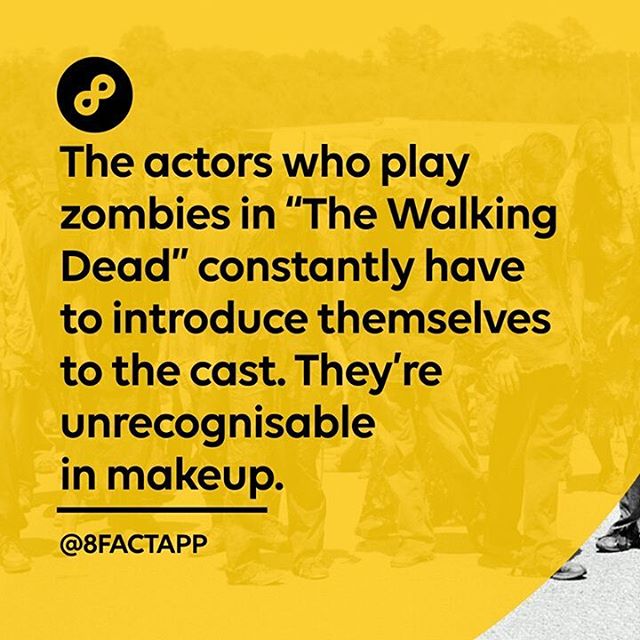 The actors who play
zombies in “The Walking
Dead” constantly have
to introduce themselves
to the cast. They’re
unrecognisable
in makeup.
@8FACTAPP